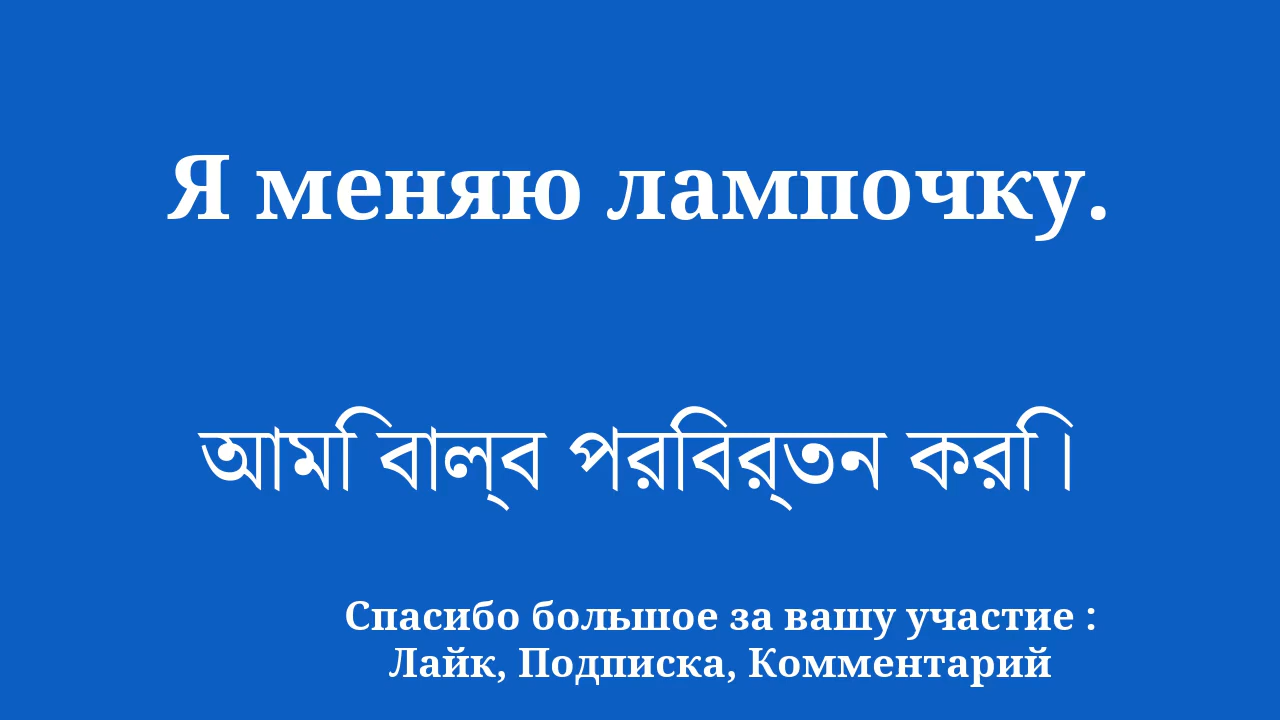 Я меняю лампочку.
আমি বাল্ব পরিবর্তন করি।
Спасибо большое за вашу участие :
Лайк, Подписка, Комментарий